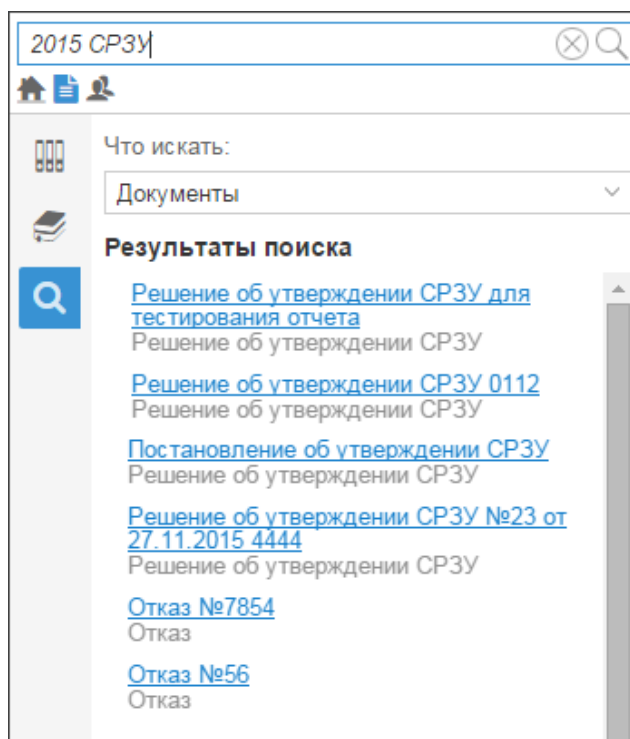 2015 СРЗУ
Что искать:
Документы
Результаты поиска
Решение об утверждении СРЗУ для
тестирования отчета
Решение об утверждении СРЗУ
Решение об утверждении СРЗУ 0112
Решение об утверждении СРЗУ
Постановление об утверждении СРЗУ
Решение об утверждении СРЗУ
Решение об утверждении СРЗУ №23 от
27.11.2015 4444
Решение об утверждении СРЗУ
Отказ №7854
Отказ
Отказ №56
Отказ